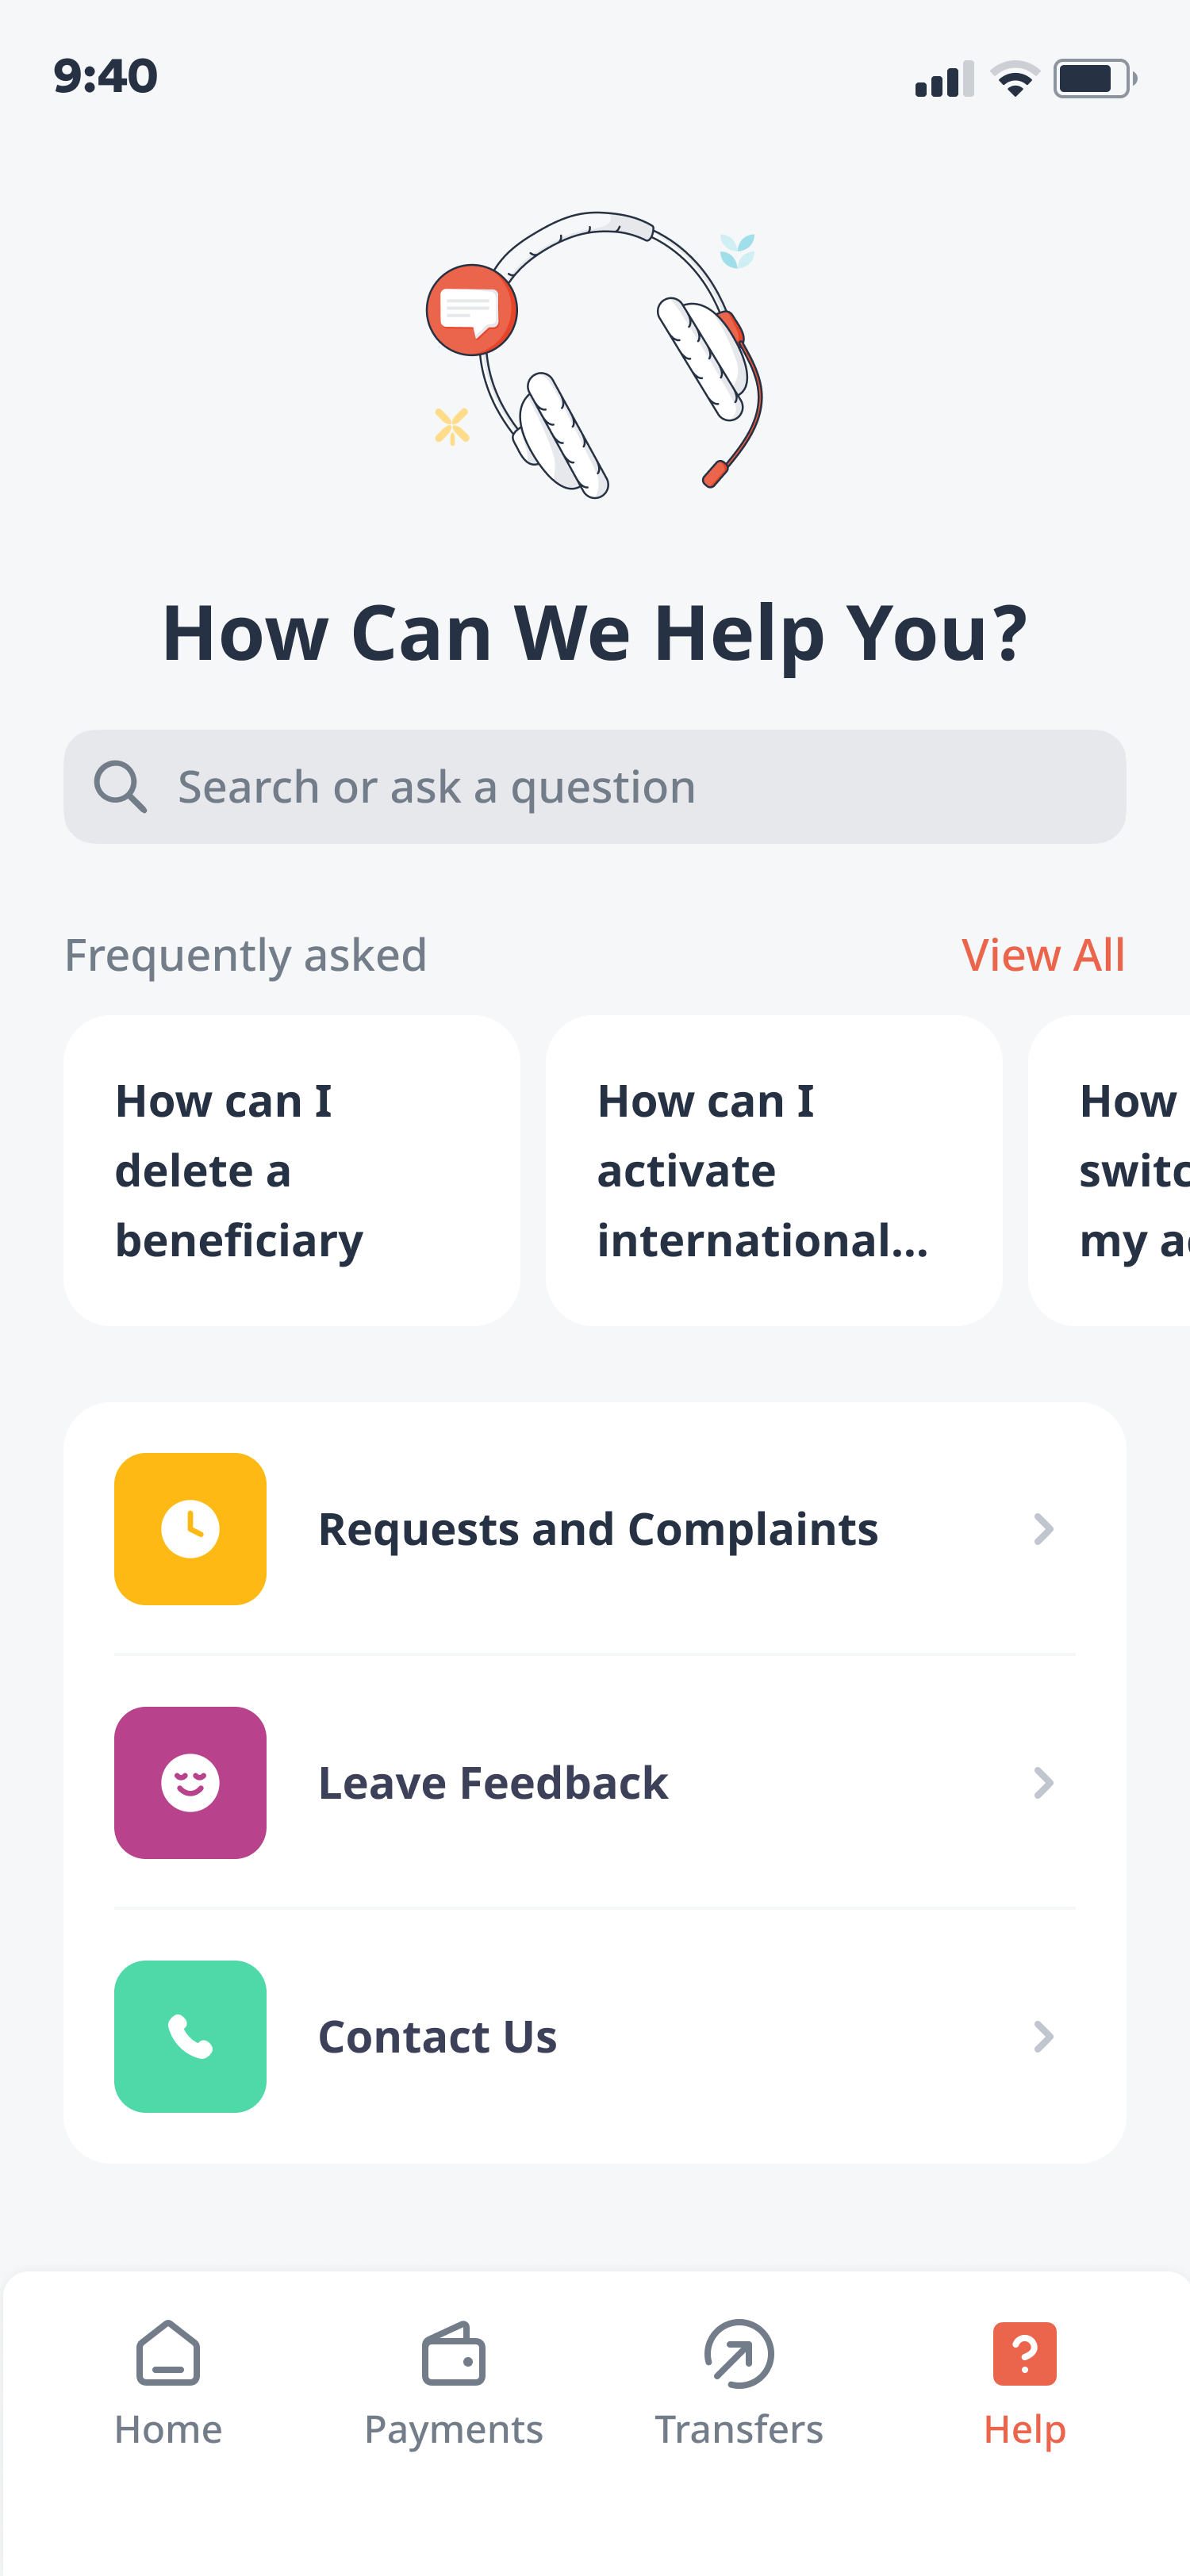 9:40
How Can We Help You?
Search or ask a question
Frequently asked
View All
How can I
delete a
beneficiary
How can I
activate
international...
How
my
Requests and Complaints
Leave Feedback
Contact Us
Home
Payments
Transfers
Help